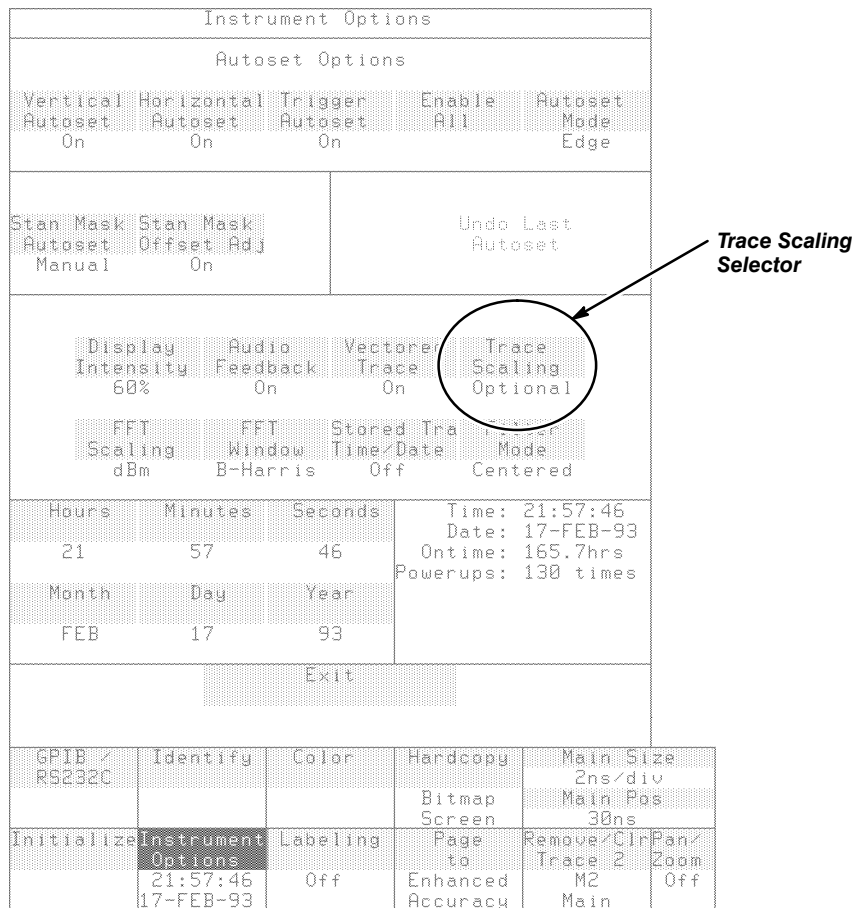 Instrument Options
Autoset Options
Vertical Autoset On
Horizontal Autoset On
Trigger Autoset On
Enable All
Autoset Mode Edge
Stan Mask Autoset Manual
Stan Mask Offset Adj On
Undo Last Autoset
Trace Scaling Selector
Display Intensity 60%
Audio Feedback On
Vectored Trace On
Trace Scaling Optional
FFT Scaling dBm
FFT Window B-Harris
Stored Tra Time/Date Off
Mode Centered
Hours 21
Minutes 57
Seconds 46
Time: 21:57:46
Date: 17-FEB-93
Ontime: 165.7hrs
Powerups: 130 times
Month FEB
Day 17
Year 93
Exit
GPIB / RS232C
Identify
Color
Hardcopy Bitmap Screen
Main Size 2ns/div
Main Pos 30ns
Initialize
Instrument Options 21:57:46 17-FEB-93
Labeling Off
Page to Enhanced Accuracy
Remove/Clr Trace 2 M2 Main
Pan/ Zoom Off